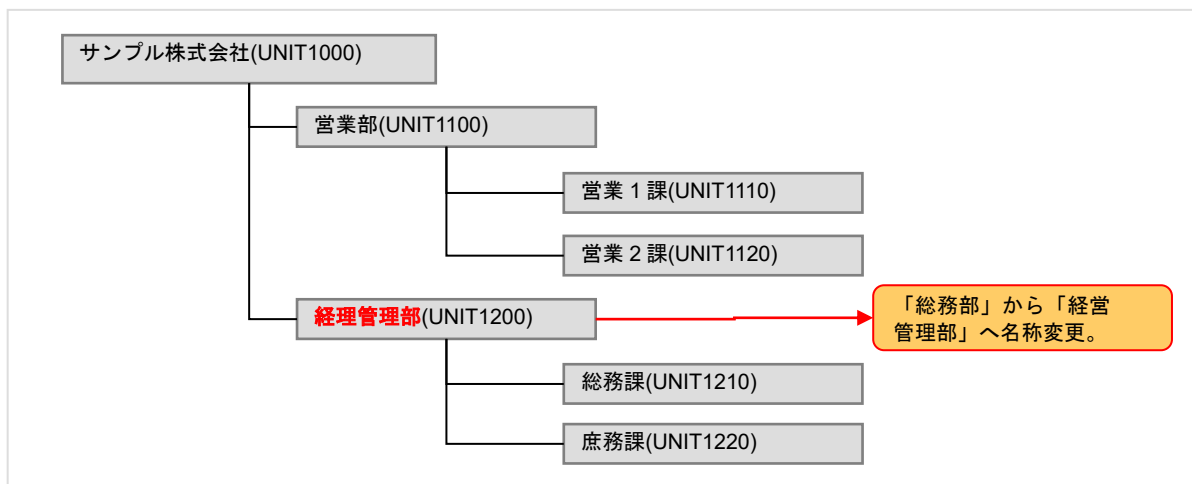 サンプル株式会社(UNIT1000)
営業部(UNIT1100)
営業 1 課(UNIT1110)
営業 2 課(UNIT1120)
経理管理部(UNIT1200)
「総務部」から「経営
管理部」へ名称変更。
総務課(UNIT1210)
庶務課(UNIT1220)